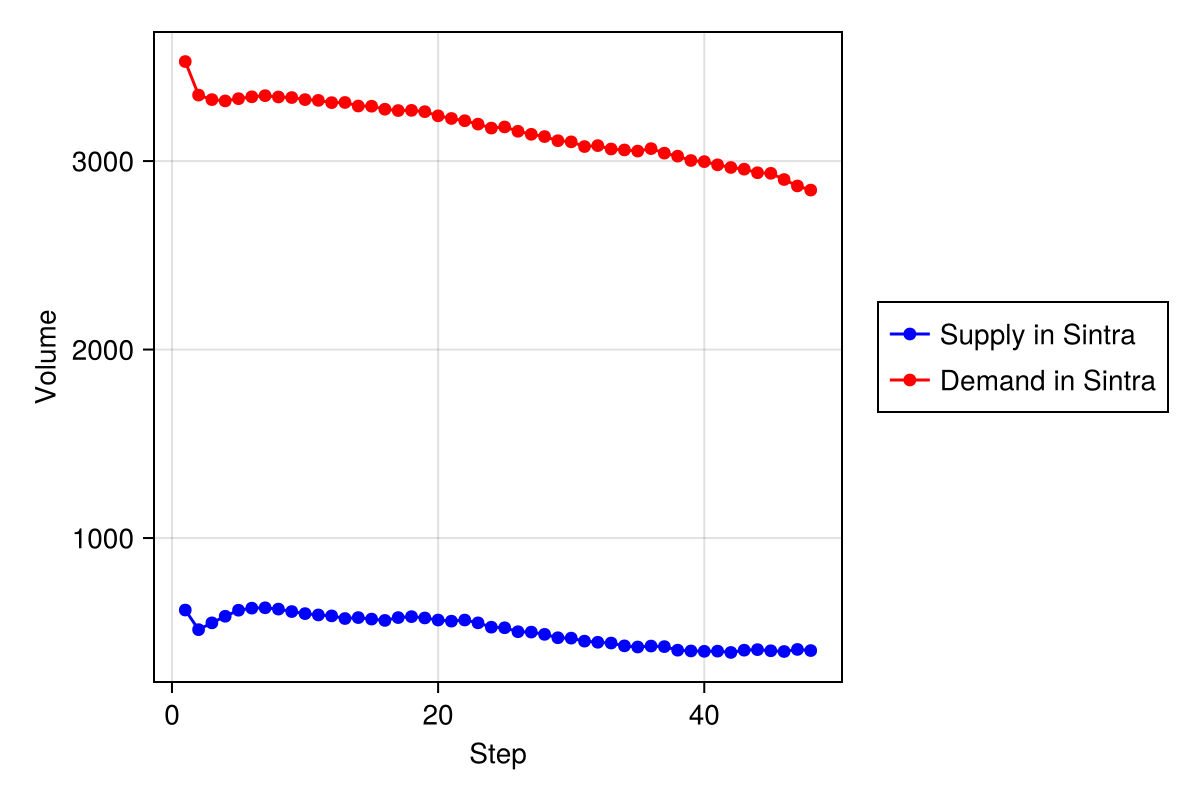 Volume
3000
2000
1000
0 20 40
Step
Supply in Sintra
Demand in Sintra